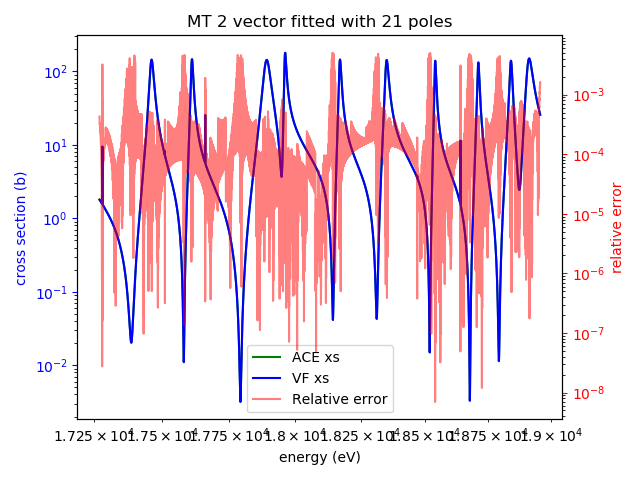 MT 2 vector fitted with 21 poles
10²
10¹
10⁰
10⁻¹
10⁻²
cross section (b)
10⁻³
10⁻⁴
10⁻⁵
10⁻⁶
10⁻⁷
10⁻⁸
relative error
ACE xs
VF xs
Relative error
1.725 × 10⁴ 1.75 × 10⁴ 1.775 × 10⁴ 1.8 × 10⁴ 1.825 × 10⁴ 1.85 × 10⁴ 1.875 × 10⁴ 1.9 × 10⁴
energy (eV)